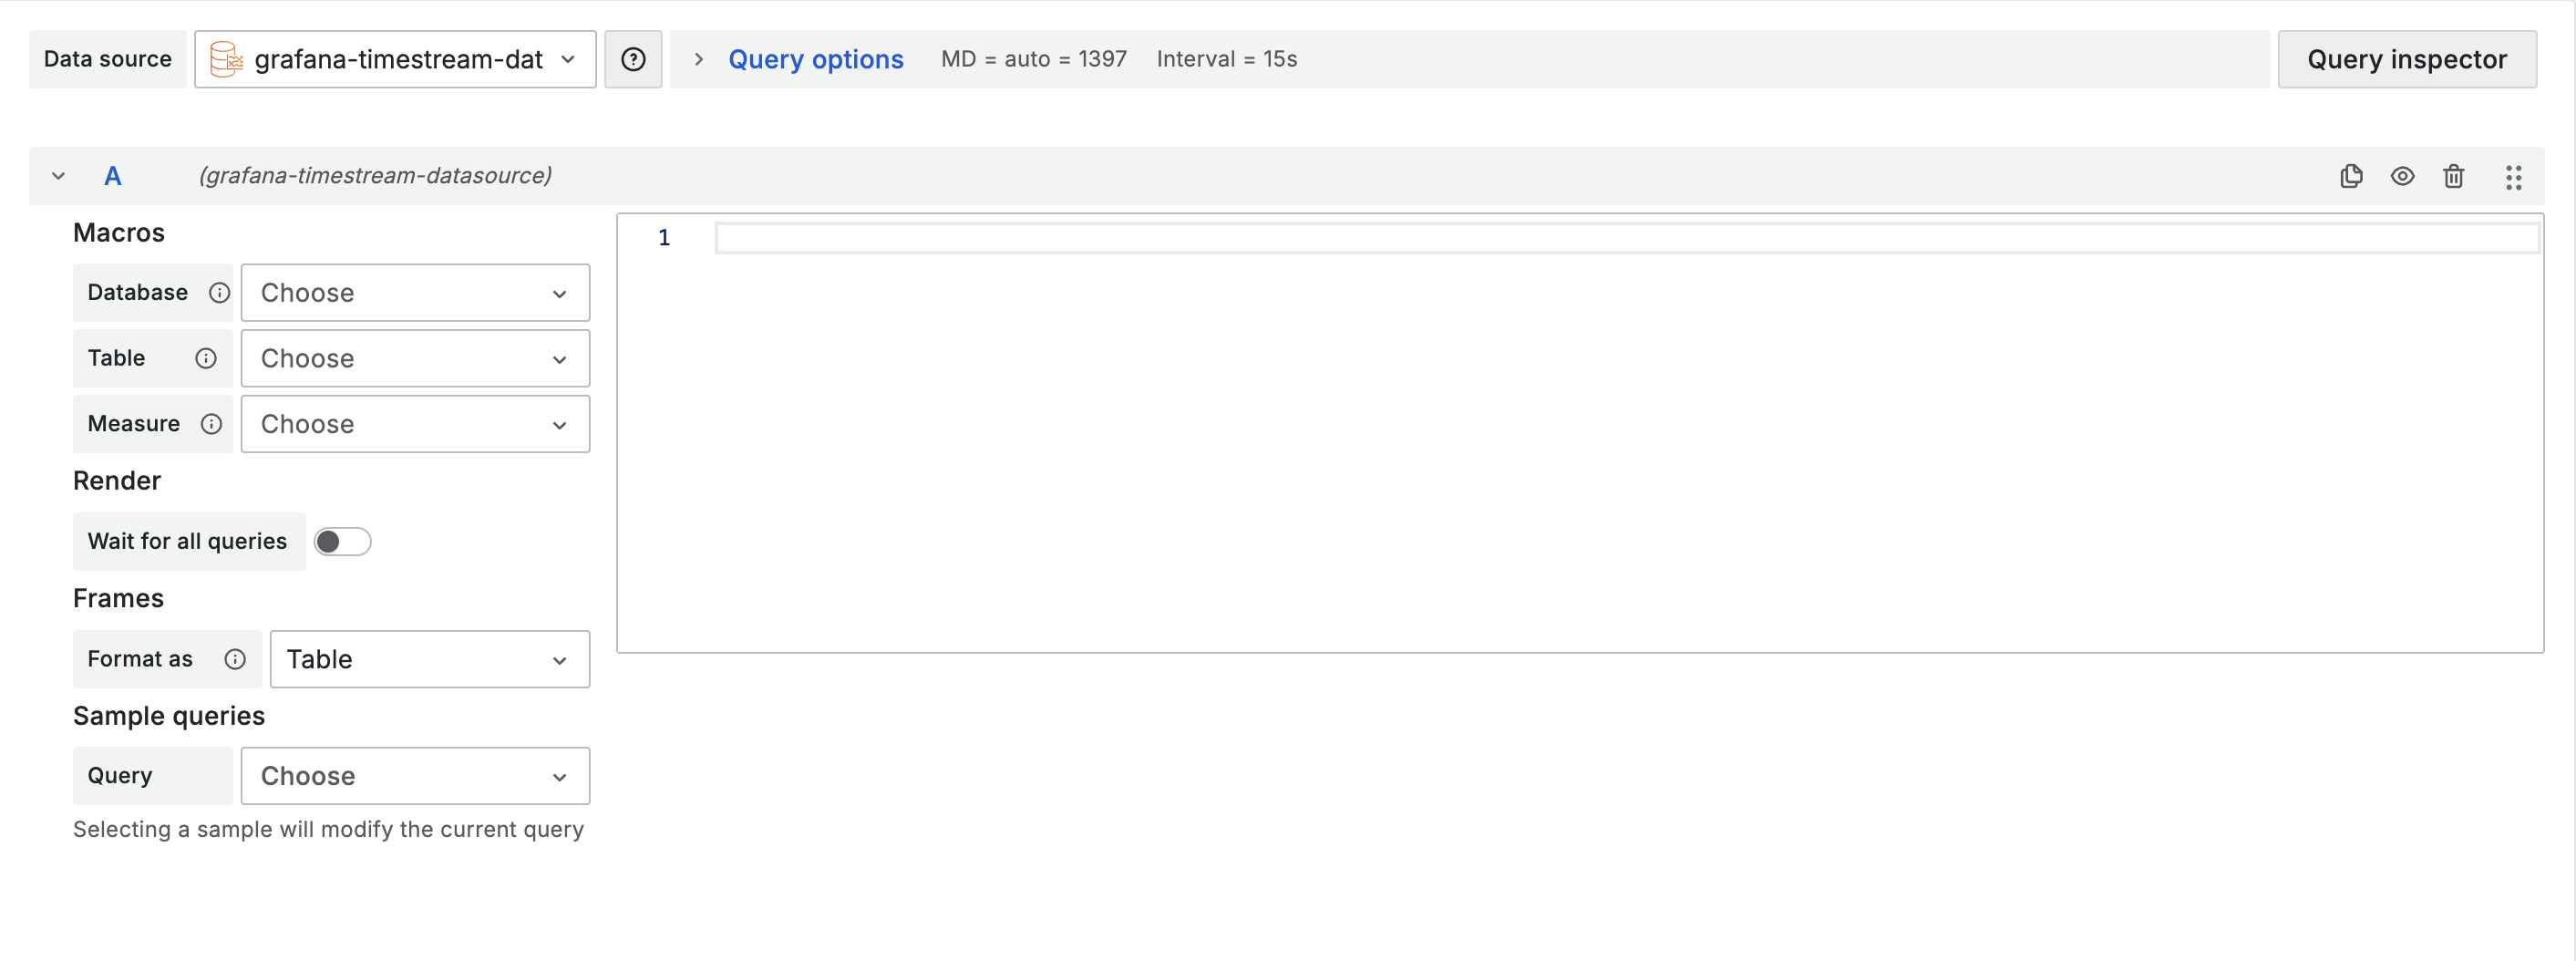 Data source grafana-timestream-dat Query options MD = auto = 1397 Interval = 15s Query inspector
A (grafana-timestream-datasource)
Macros
1
Database Choose
Table Choose
Measure Choose
Render
Wait for all queries
Frames
Format as Table
Sample queries
Query Choose
Selecting a sample will modify the current query